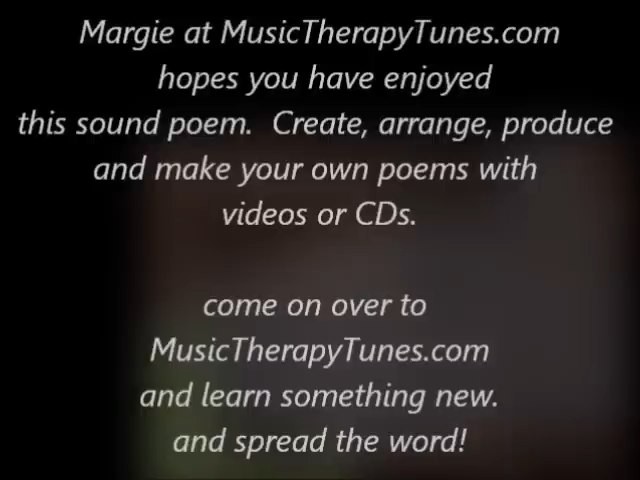 Margie at MusicTherapyTunes.com
hopes you have enjoyed
this sound poem.  Create, arrange, produce
and make your own poems with
videos or CDs.
come on over to
MusicTherapyTunes.com
and learn something new.
and spread the word!